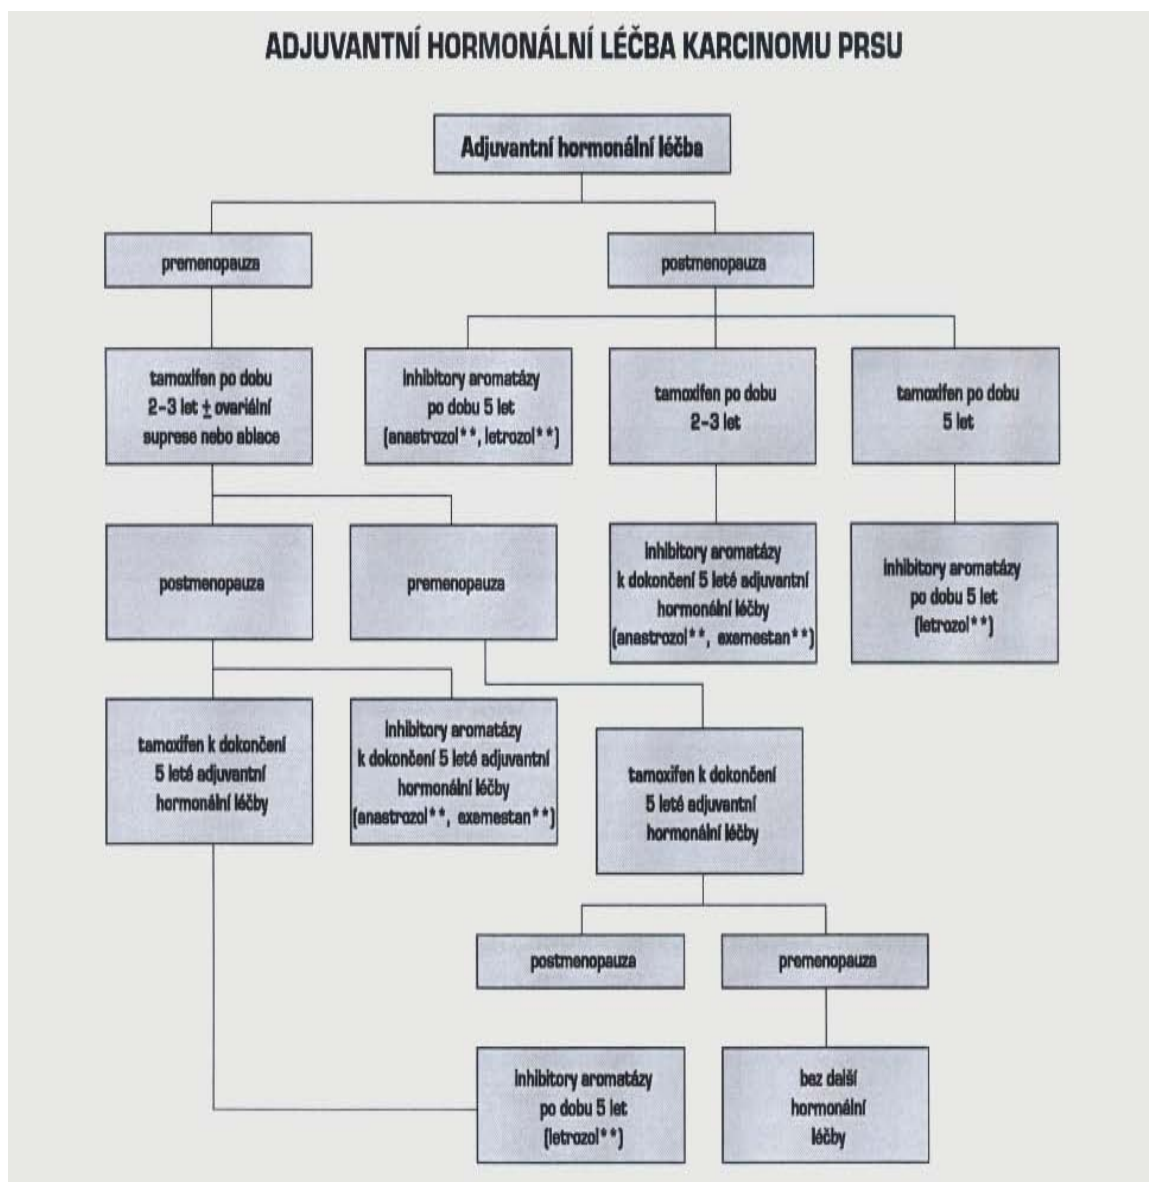 ADJUVANTNÍ HORMONÁLNÍ LÉČBA KARCINOMU PRSU
Adjuvantní hormonální léčba
premenopauza
postmenopauza
tamoxifen po dobu
2-3 let ± ovariální
suprese nebo ablace
inhibitory aromatázy
po dobu 5 let
(anastrozol**, letrozol**)
tamoxifen po dobu
2-3 let
tamoxifen po dobu
5 let
postmenopauza
premenopauza
inhibitory aromatázy
k dokončení 5 leté adjuvantní
hormonální léčby
(anastrozol**, exemestan**)
inhibitory aromatázy
po dobu 5 let
(letrozol**)
tamoxifen k dokončení
5 leté adjuvantní
hormonální léčby
inhibitory aromatázy
k dokončení 5 leté adjuvantní
hormonální léčby
(anastrozol**, exemestan**)
tamoxifen k dokončení
5 leté adjuvantní
hormonální léčby
postmenopauza
premenopauza
inhibitory aromatázy
po dobu 5 let
(letrozol**)
bez další
hormonální
léčby